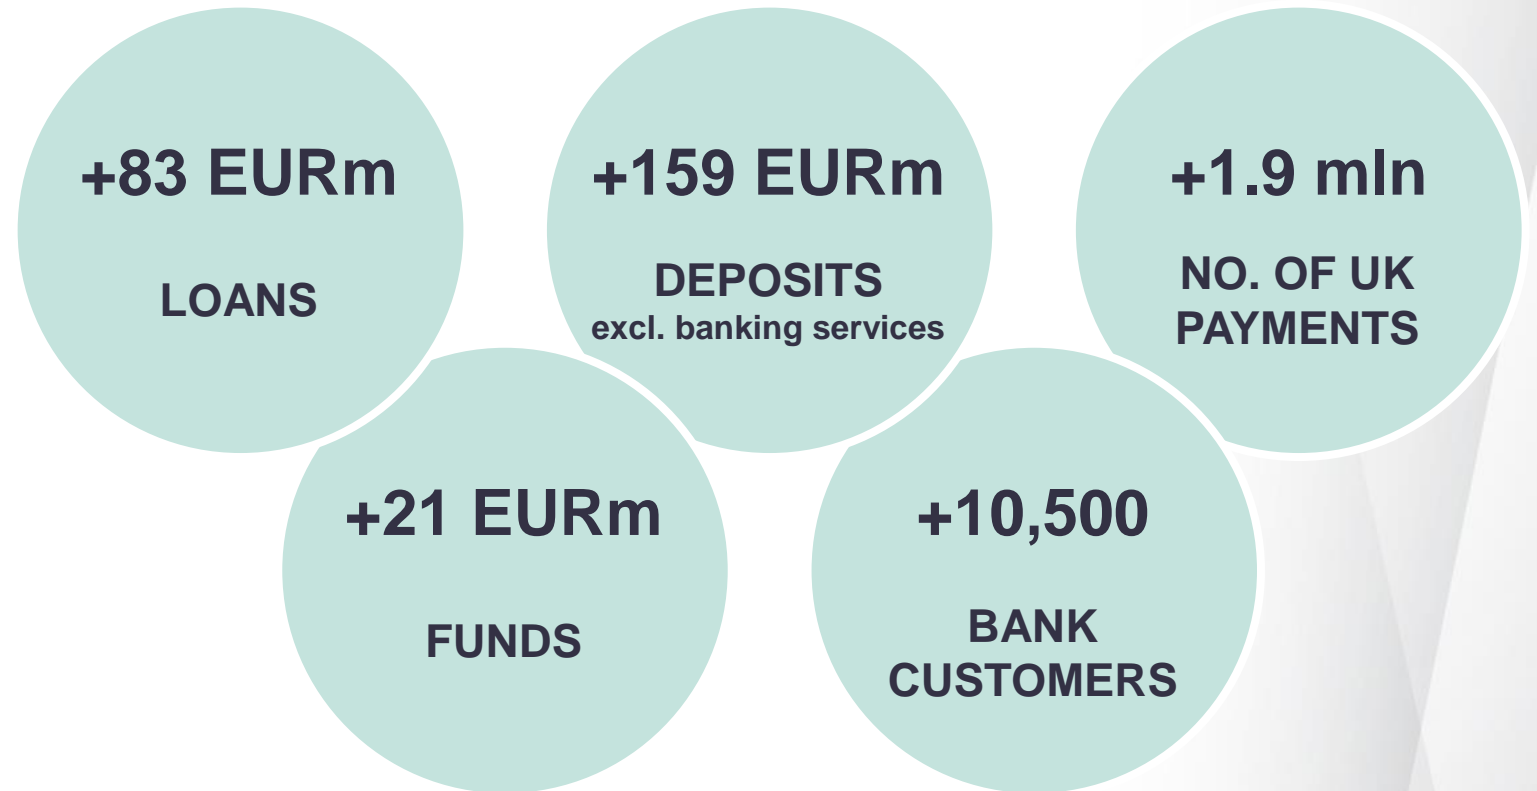 +83 EURm
LOANS
+159 EURm
DEPOSITS
excl. banking services
+1.9 mln
NO. OF UK
PAYMENTS
+21 EURm
FUNDS
+10,500
BANK
CUSTOMERS